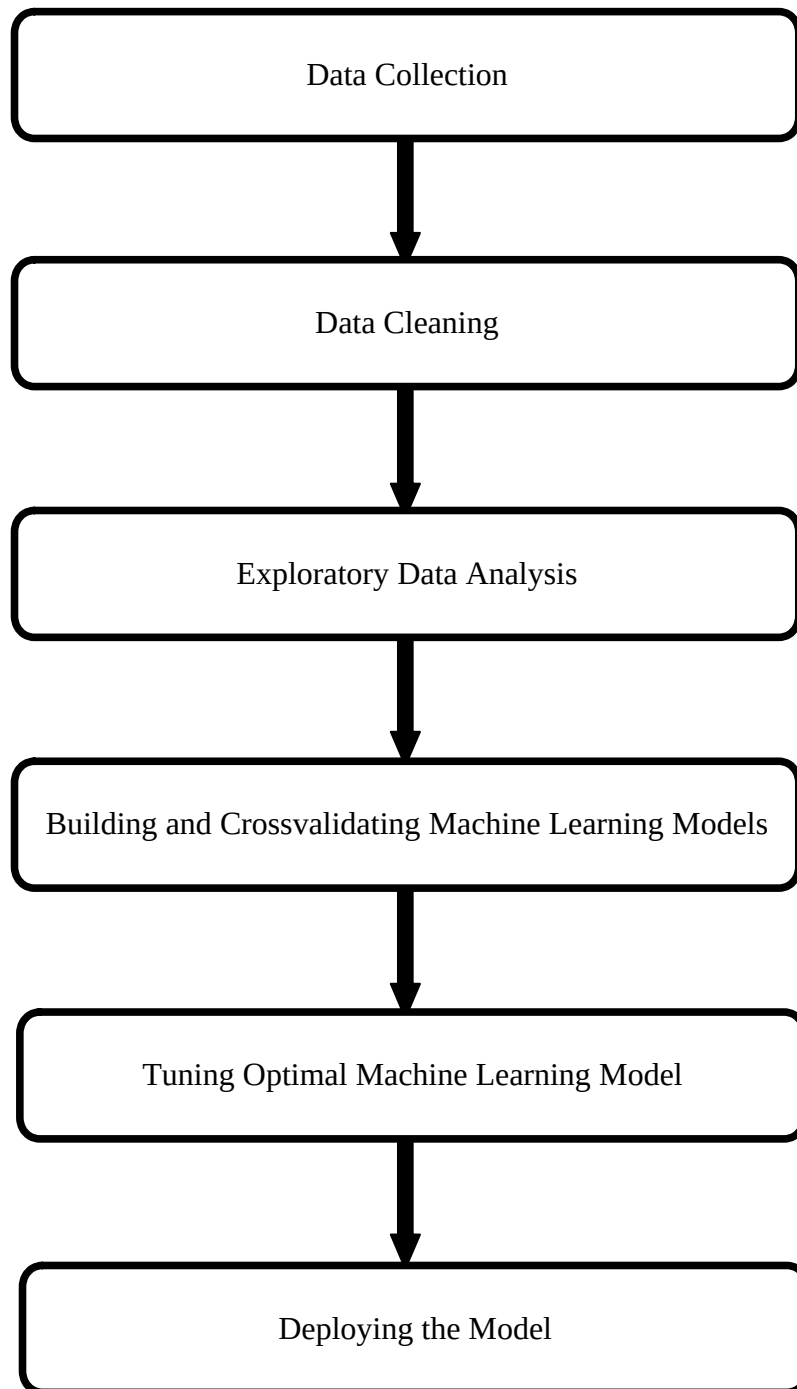 Data Collection
Data Cleaning
Exploratory Data Analysis
Building and Crossvalidating Machine Learning Models
Tuning Optimal Machine Learning Model
Deploying the Model